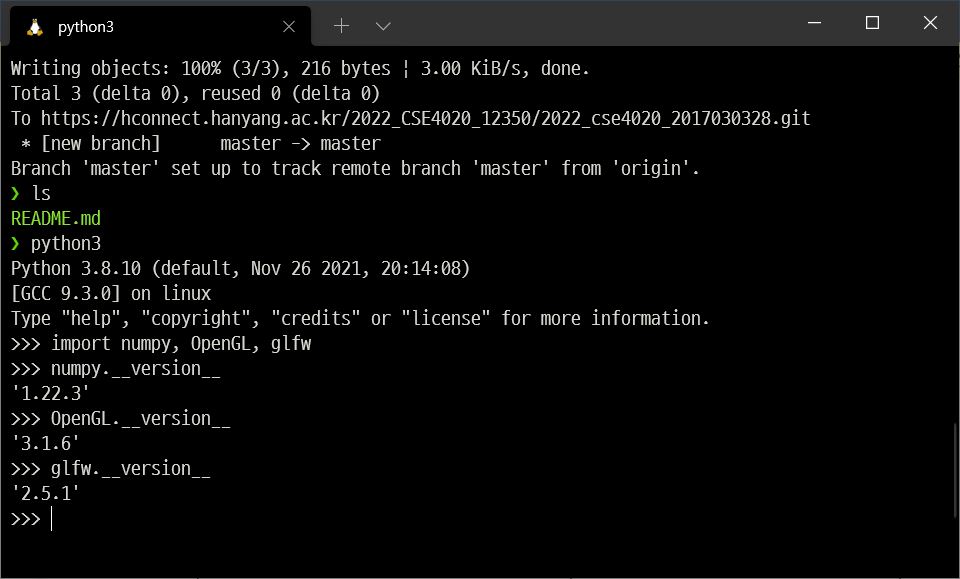 python3
Writing objects: 100% (3/3), 216 bytes ¦ 3.00 KiB/s, done.
Total 3 (delta 0), reused 0 (delta 0)
To https://hconnect.hanyang.ac.kr/2022_CSE4020_12350/2022_cse4020_2017030328.git
 * [new branch]      master -> master
Branch 'master' set up to track remote branch 'master' from 'origin'.
❯ ls
README.md
❯ python3
Python 3.8.10 (default, Nov 26 2021, 20:14:08)
[GCC 9.3.0] on linux
Type "help", "copyright", "credits" or "license" for more information.
>>> import numpy, OpenGL, glfw
>>> numpy.__version__
'1.22.3'
>>> OpenGL.__version__
'3.1.6'
>>> glfw.__version__
'2.5.1'
>>>